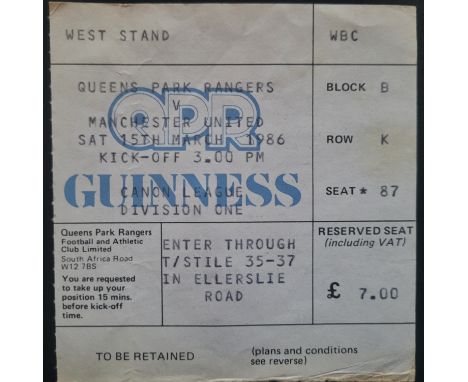 WEST STAND
WBC
QUEENS PARK RANGERS
V
MANCHESTER UNITED
SAT 15TH MARCH 1986
KICK-OFF 3.00 PM
QPR
GUINNESS
CANON LEAGUE
DIVISION ONE
BLOCK B
ROW K
SEAT * 87
Queens Park Rangers
Football and Athletic
Club Limited
South Africa Road
W12 7BS
You are requested
to take up your
position 15 mins.
before kick-off
time.
ENTER THROUGH
T/STILE 35-37
IN ELLERSLIE
ROAD
RESERVED SEAT
(including VAT)
£ 7.00
TO BE RETAINED
(plans and conditions
see reverse)